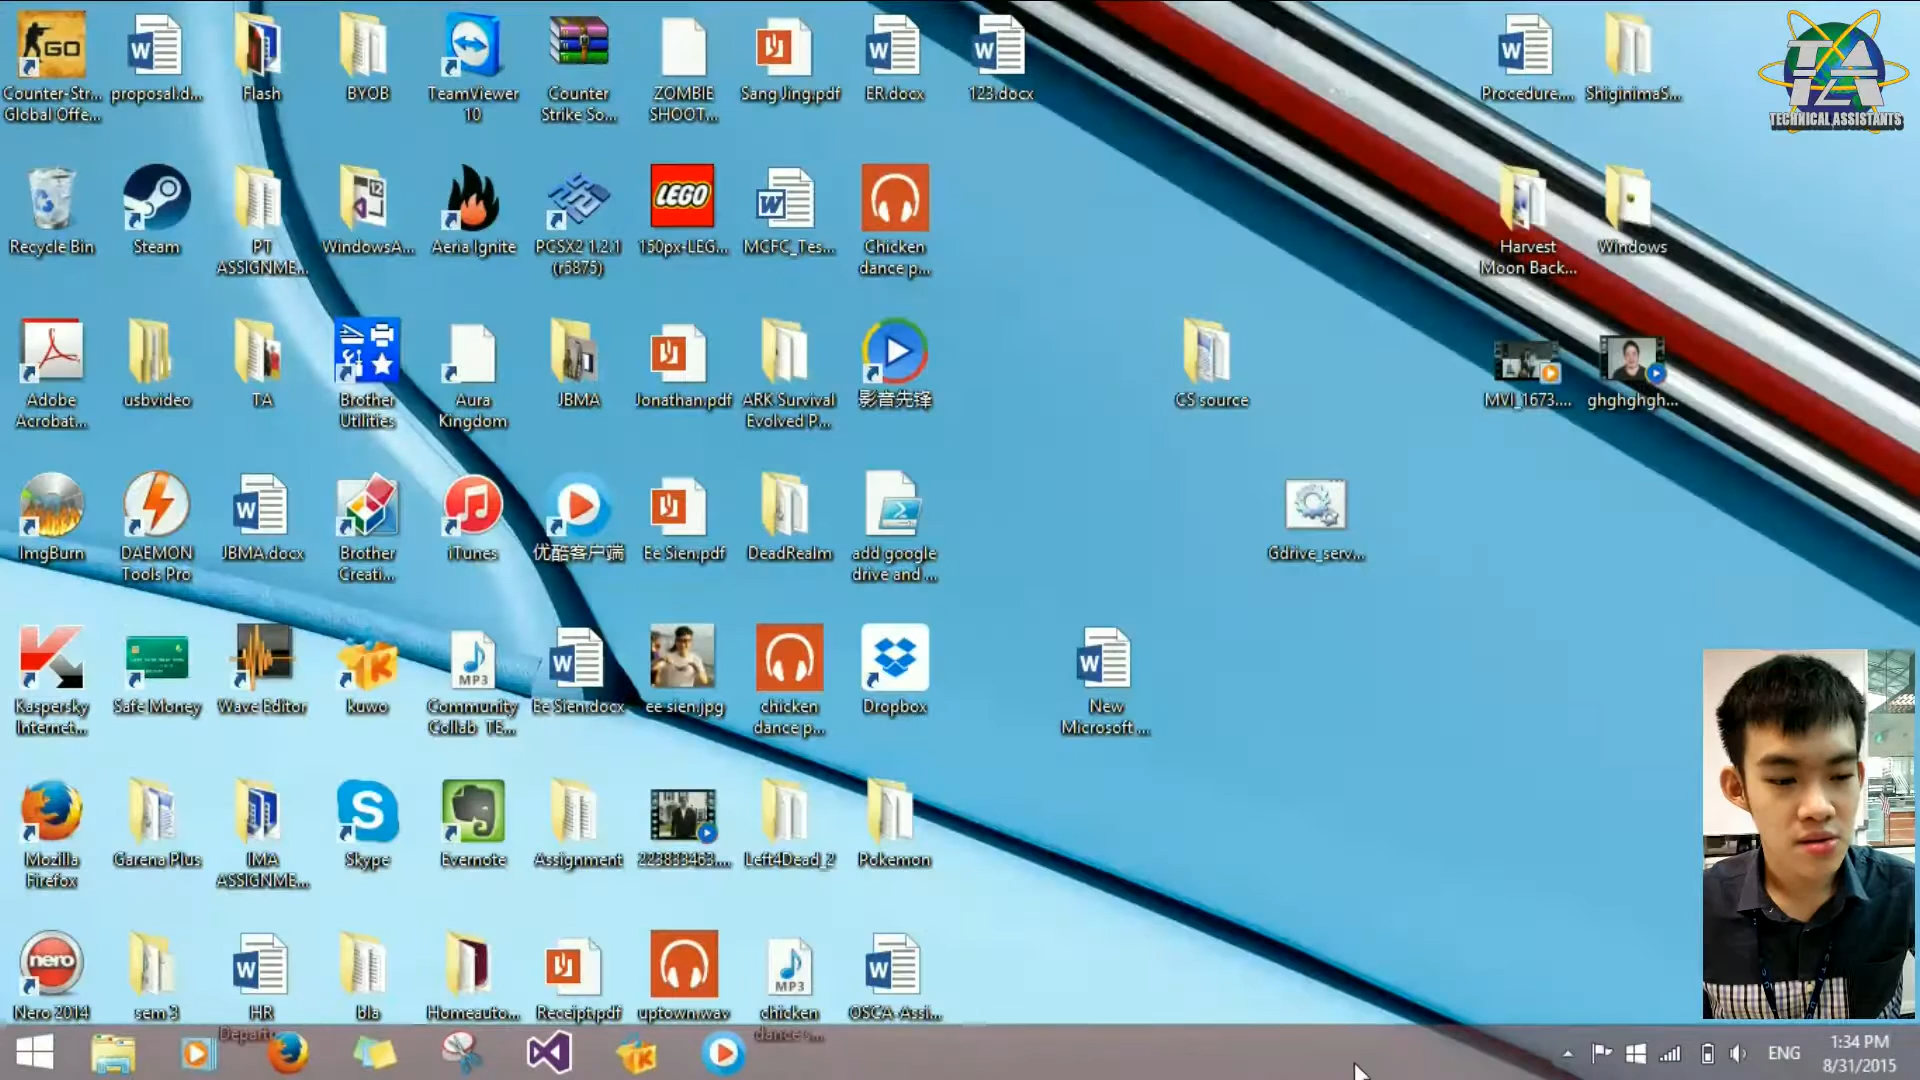 Counter-Str...
Global Offe...
proposal.d...
Flash
BYOB
TeamViewer
10
Counter
Strike So...
ZOMBIE
SHOOT...
Sang Jing.pdf
ER.docx
123.docx
Procedure....
ShiginimaS...
TECHNICAL ASSISTANTS
Recycle Bin
Steam
PT
ASSIGNME...
WindowsA...
Aeria Ignite
PCSX2 1.2.1
(r5875)
LEGO
150px-LEG...
MCFC_Tes...
Chicken
dance p...
Harvest
Moon Back...
Windows
Adobe
Acrobat...
usbvideo
TA
Brother
Utilities
Aura
Kingdom
JBMA
Jonathan.pdf
ARK Survival
Evolved P...
影音先锋
CS source
MVI_1673....
ghghghgh...
ImgBurn
DAEMON
Tools Pro
JBMA.docx
Brother
Creati...
iTunes
优酷客户端
Ee Sien.pdf
DeadRealm
add google
drive and ...
Gdrive_serv...
Kaspersky
Internet...
Safe Money
Wave Editor
kuwo
MP3
Community
Collab TE...
Ee Sien.docx
ee sien.jpg
chicken
dance p...
Dropbox
New
Microsoft ...
Mozilla
Firefox
Garena Plus
IMA
ASSIGNME...
Skype
Evernote
Assignment
223833463....
Left4Dead_2
Pokemon
nero
Nero 2014
sem 3
HR
Departm...
bla
Homeauto...
Receipt.pdf
uptown.wav
MP3
chicken
dance s...
OSCA-Assi...
ENG
1:34 PM
8/31/2015